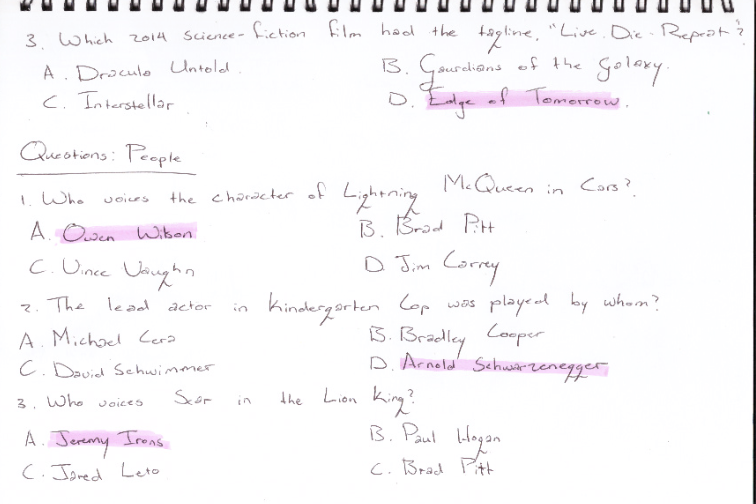 3. Which 2014 science-fiction film had the tagline, "Live. Die. Repeat"?
A. Dracula Untold. B. Gaurdians of the Galaxy.
C. Interstellar D. Edge of Tomorrow.
Questions: People
1. Who voices the character of Lightning McQueen in Cars?
A. Owen Wilson B. Brad Pitt
C. Vince Vaughn D. Jim Carrey
2. The lead actor in Kindergarten Cop was played by whom?
A. Michael Cera B. Bradley Cooper
C. David Schwimmer D. Arnold Schwarzenegger
3. Who voices Scar in the Lion King?
A. Jeremy Irons B. Paul Hogan
C. Jared Leto C. Brad Pitt